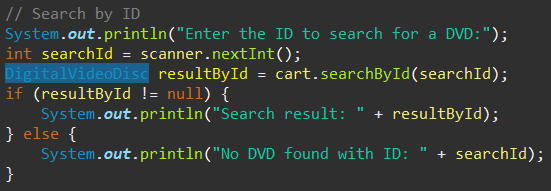 // Search by ID
System.out.println("Enter the ID to search for a DVD:");
int searchId = scanner.nextInt();
DigitalVideoDisc resultById = cart.searchById(searchId);
if (resultById != null) {
    System.out.println("Search result: " + resultById);
} else {
    System.out.println("No DVD found with ID: " + searchId);
}